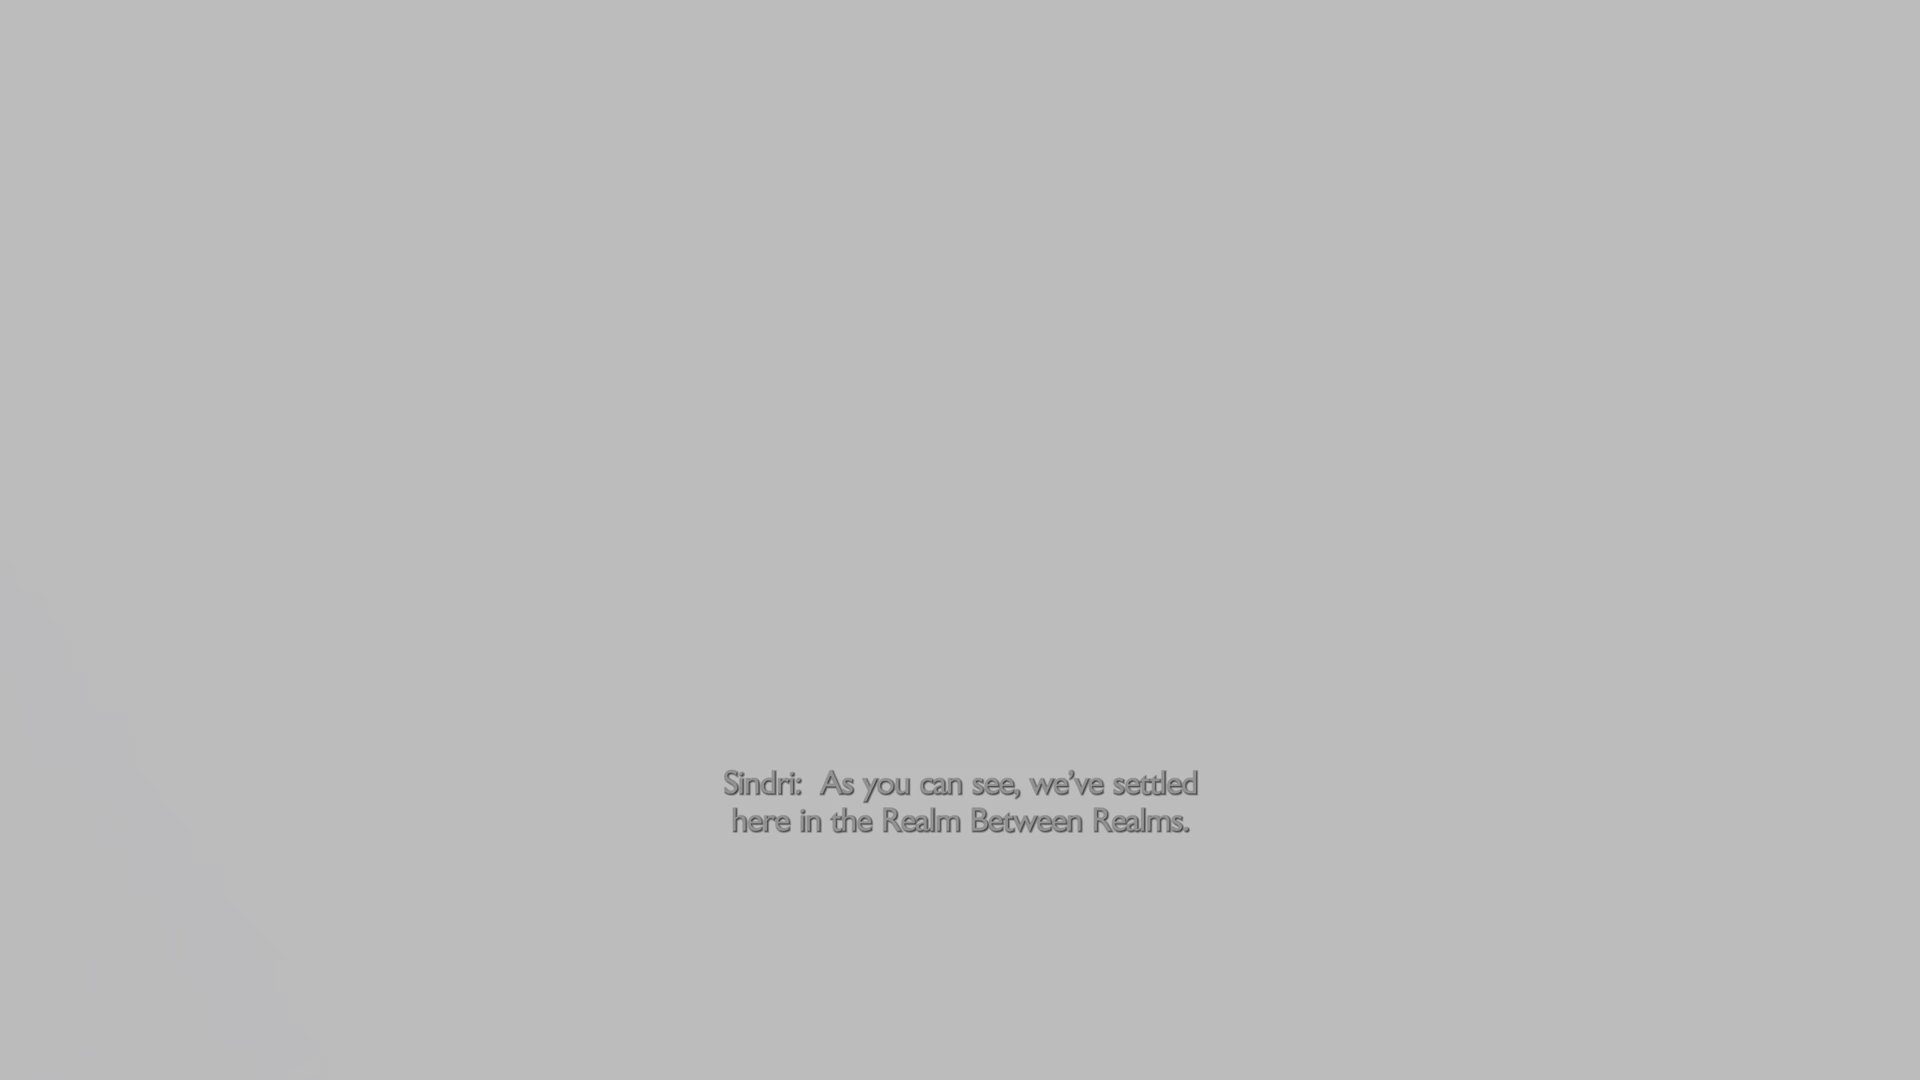 Sindri:  As you can see, we’ve settled
here in the Realm Between Realms.